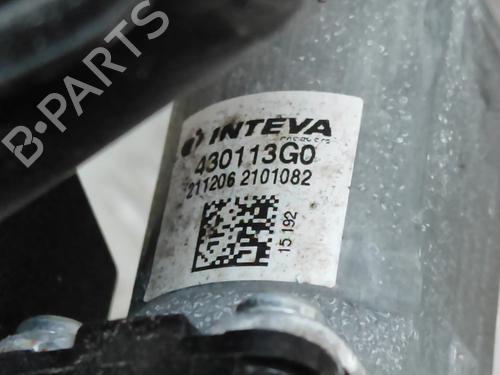 B-PARTS
INTEVA
PRODUCTS
430113G0
211206 2101082
15 192